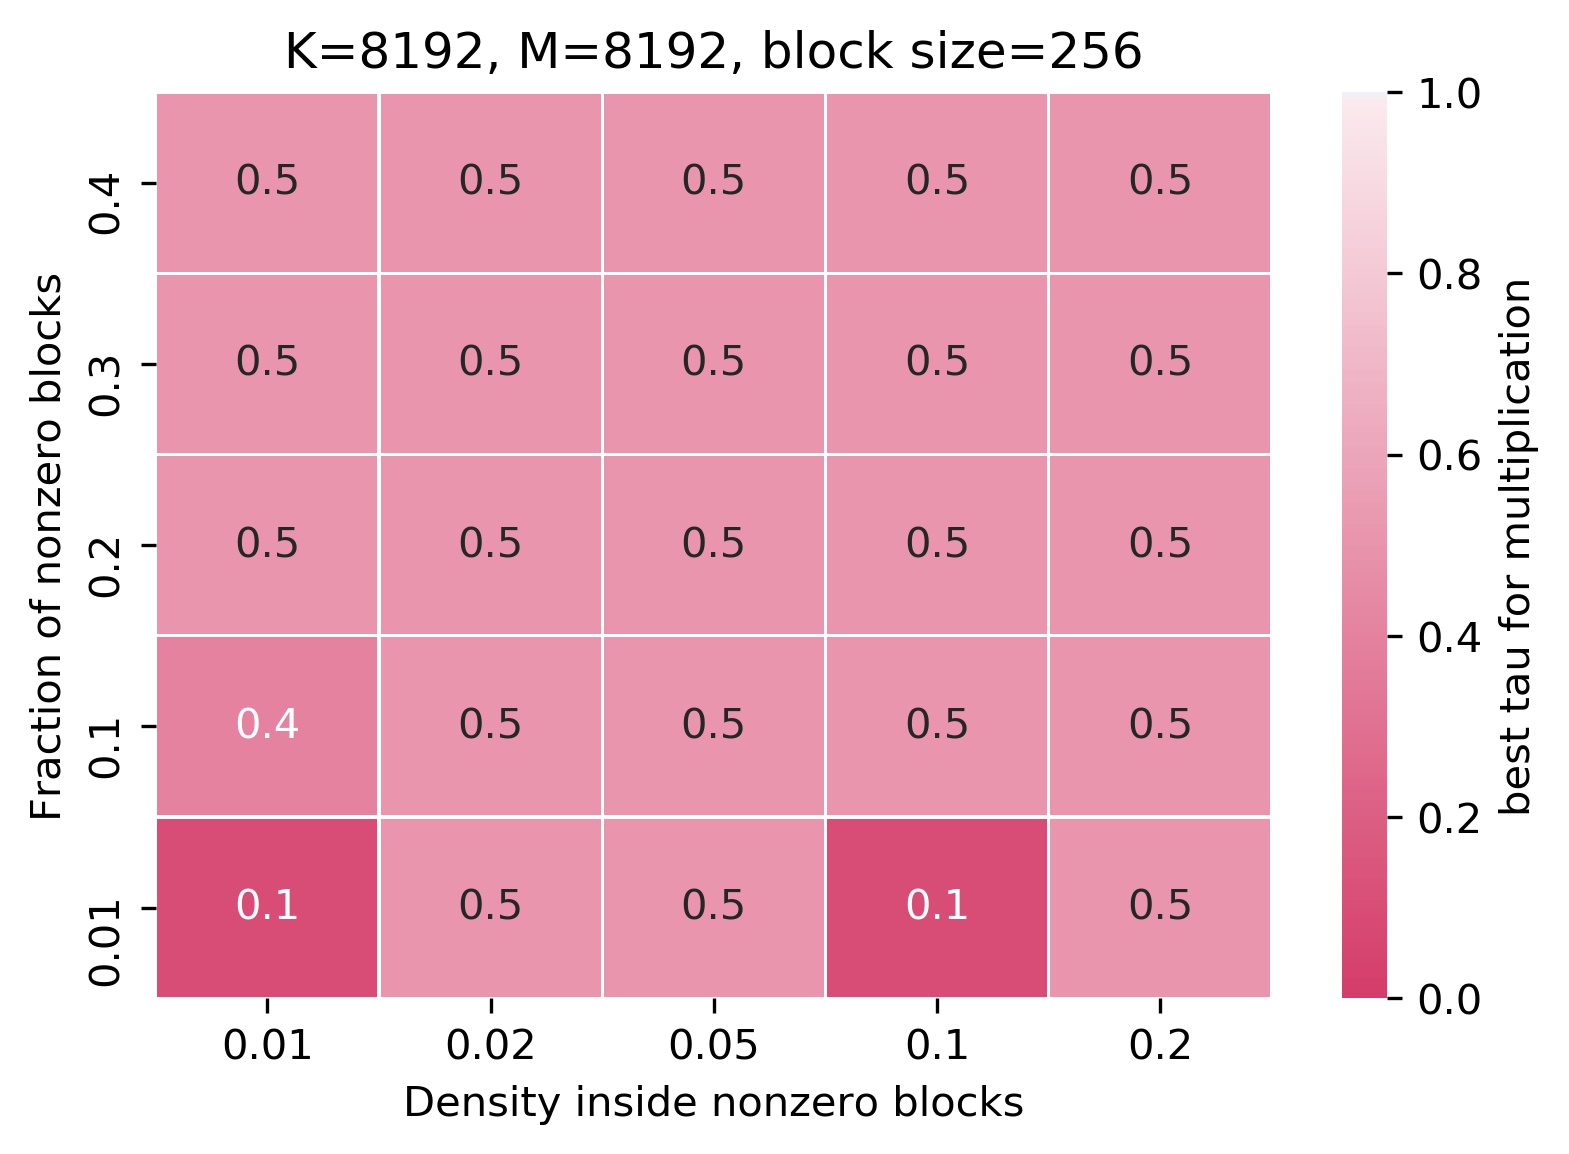 K=8192, M=8192, block size=256
Fraction of nonzero blocks
0.4 0.5 0.5 0.5 0.5 0.5
0.3 0.5 0.5 0.5 0.5 0.5
0.2 0.5 0.5 0.5 0.5 0.5
0.1 0.4 0.5 0.5 0.5 0.5
0.01 0.1 0.5 0.5 0.1 0.5
0.01 0.02 0.05 0.1 0.2
Density inside nonzero blocks
1.0
0.8
0.6
0.4
0.2
0.0
best tau for multiplication